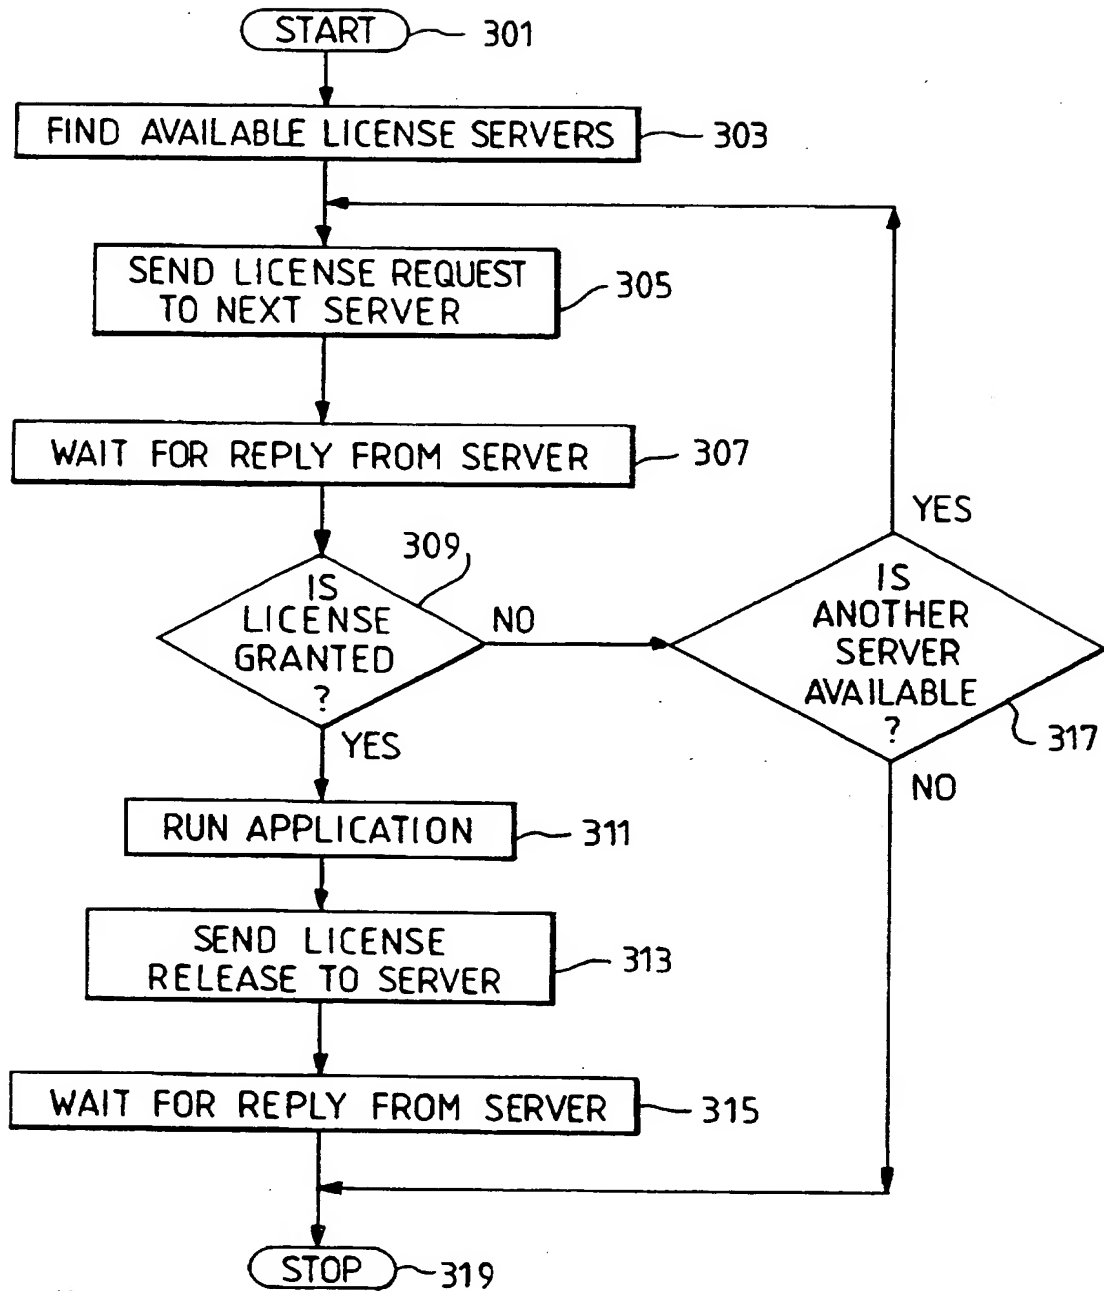 START
301
FIND AVAILABLE LICENSE SERVERS
303
SEND LICENSE REQUEST
TO NEXT SERVER
305
WAIT FOR REPLY FROM SERVER
307
309
IS
LICENSE
GRANTED
?
NO
YES
IS
ANOTHER
SERVER
AVAILABLE
?
317
YES
NO
RUN APPLICATION
311
SEND LICENSE
RELEASE TO SERVER
313
WAIT FOR REPLY FROM SERVER
315
STOP
319